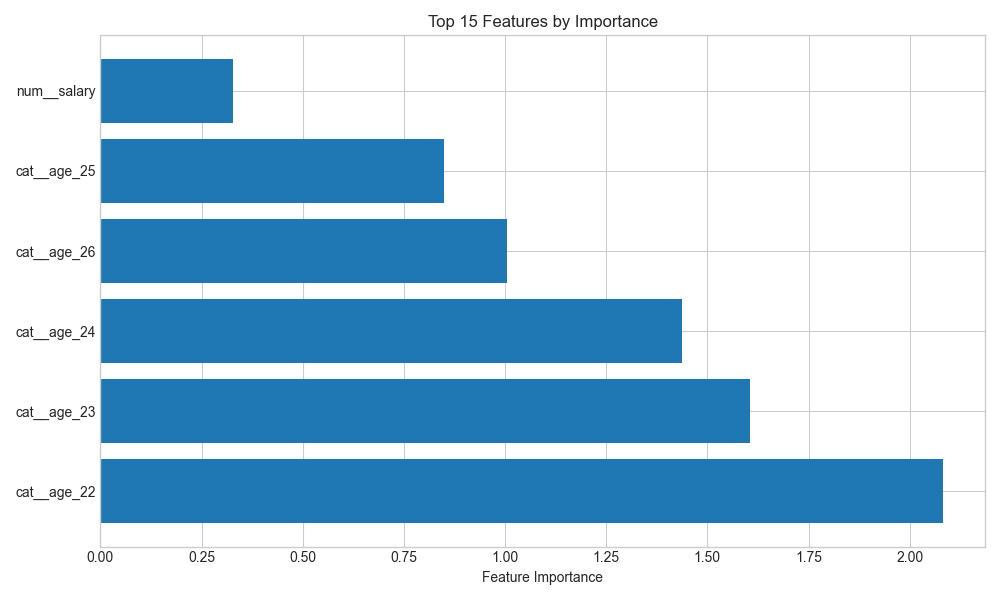 Top 15 Features by Importance
num__salary
cat__age_25
cat__age_26
cat__age_24
cat__age_23
cat__age_22
0.00 0.25 0.50 0.75 1.00 1.25 1.50 1.75 2.00
Feature Importance